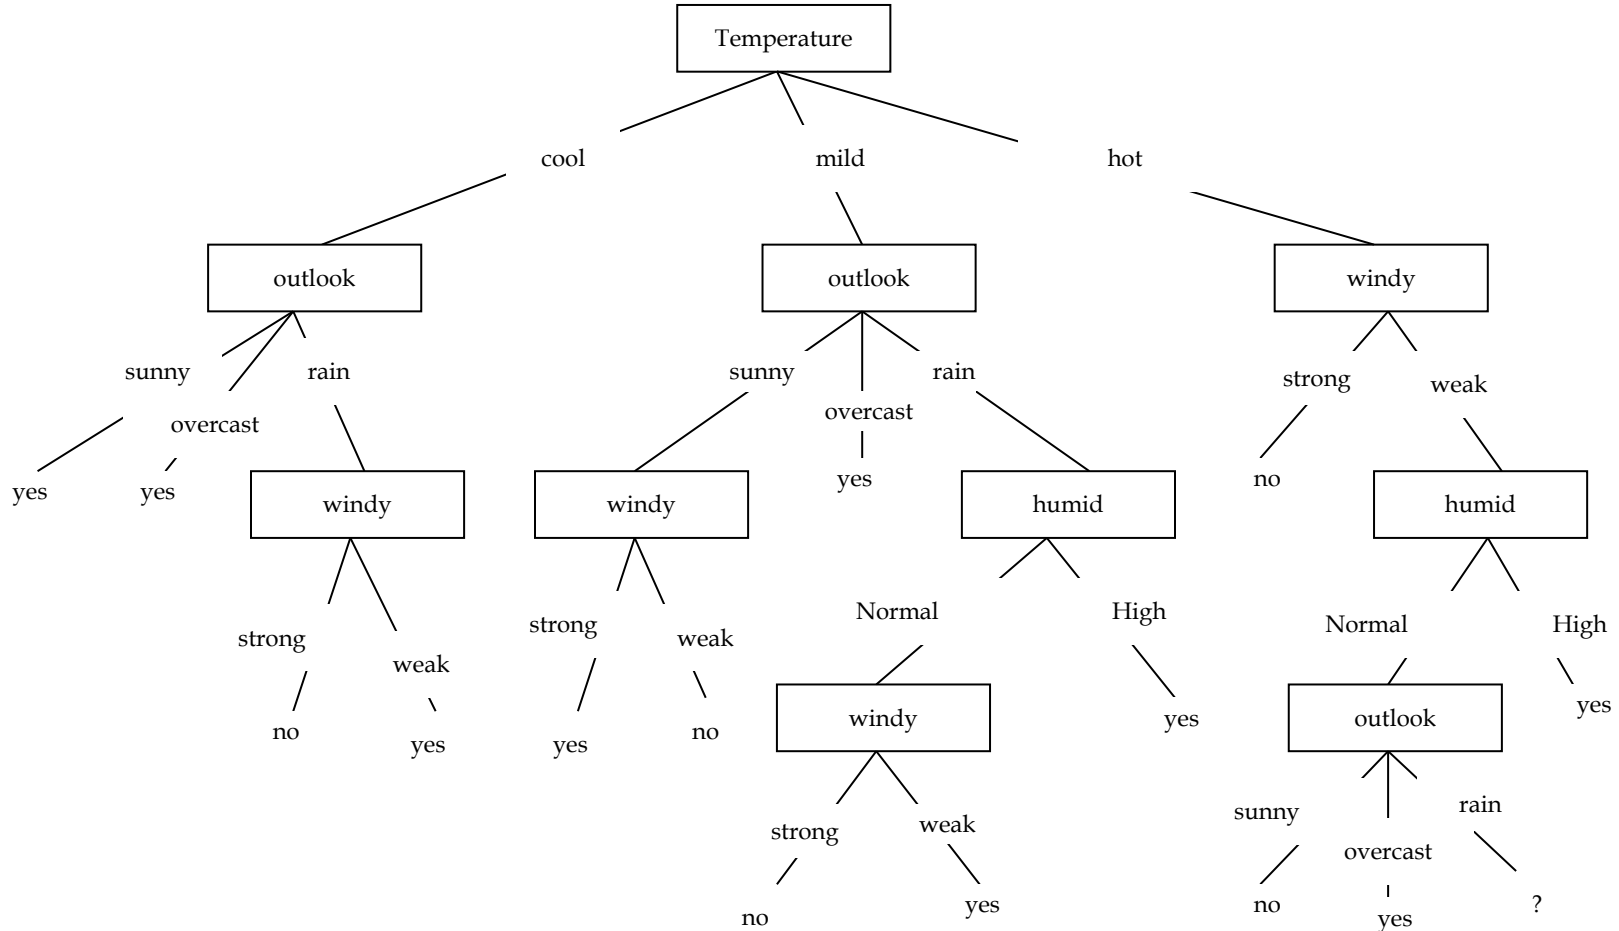 Temperature
cool
mild
hot
outlook
outlook
windy
sunny
rain
sunny
rain
strong
weak
overcast
overcast
yes
yes
windy
windy
yes
humid
no
humid
strong
weak
strong
weak
Normal
High
Normal
High
no
yes
yes
no
windy
yes
outlook
yes
strong
weak
sunny
overcast
rain
no
yes
no
yes
?